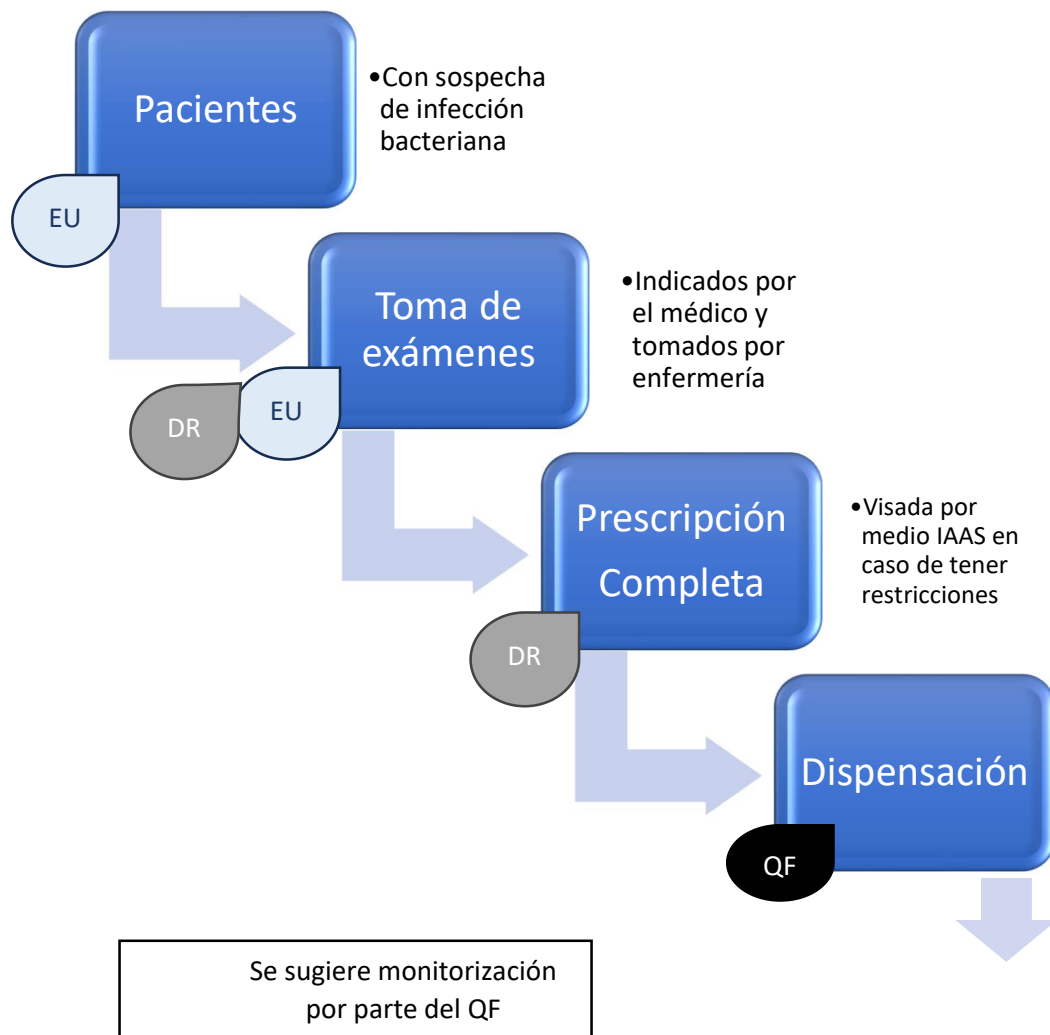 Pacientes
•Con sospecha
de infección
bacteriana
EU
Toma de
exámenes
•Indicados por
el médico y
tomados por
enfermería
DR
EU
Prescripción
Completa
•Visada por
medio IAAS en
caso de tener
restricciones
DR
Dispensación
QF
Se sugiere monitorización
por parte del QF